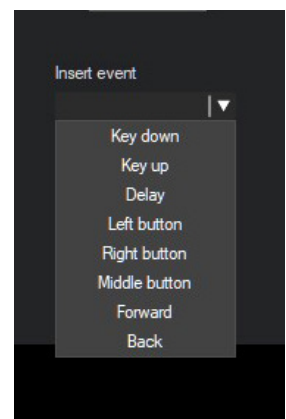 Insert event
Key down
Key up
Delay
Left button
Right button
Middle button
Forward
Back